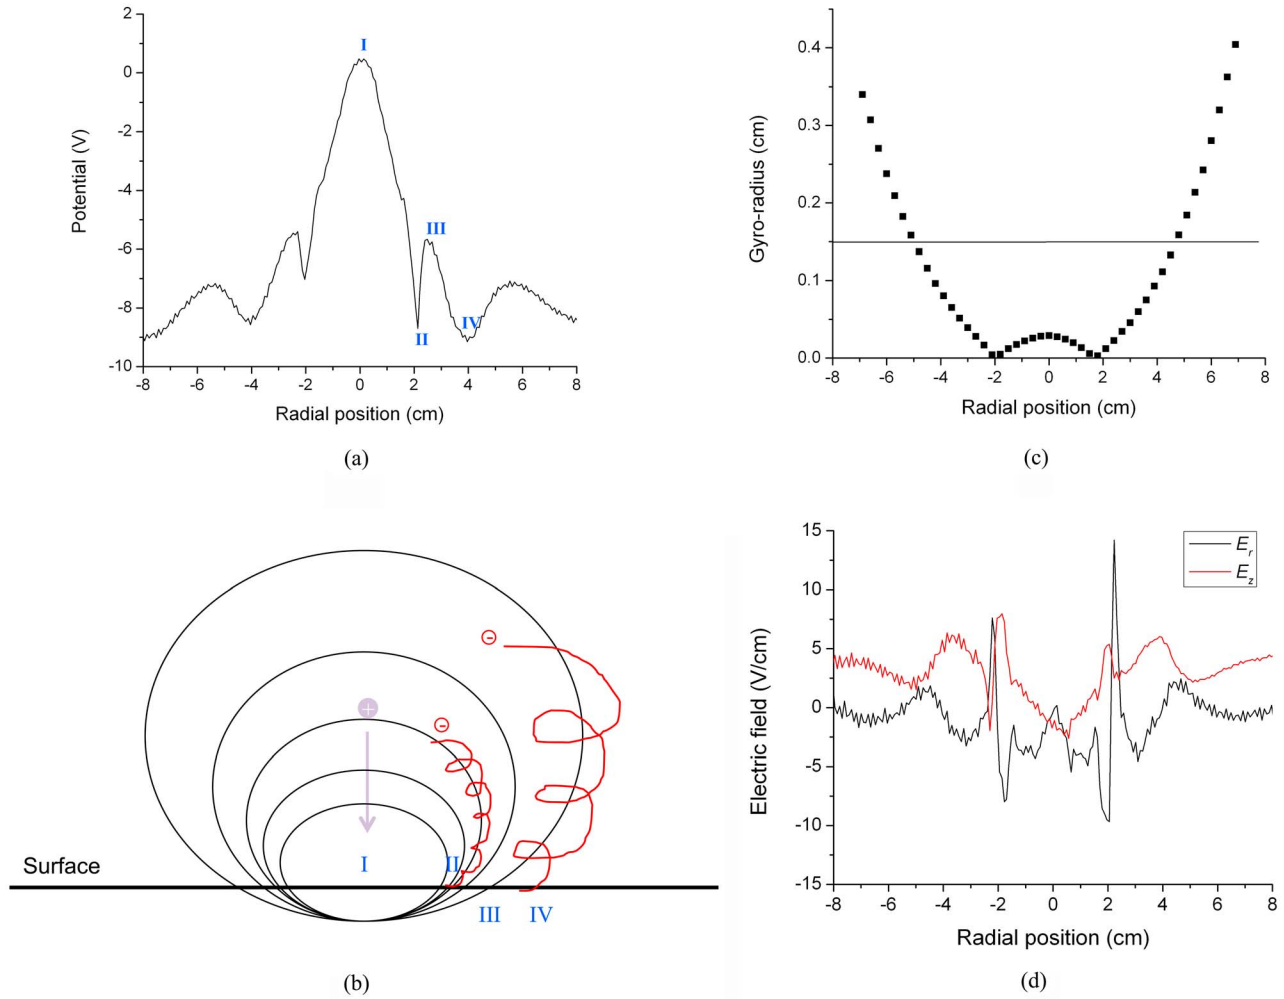 2
0
-2
-4
-6
-8
-10
Potential (V)
I
III
IV
II
-8 -6 -4 -2 0 2 4 6 8
Radial position (cm)
(a)
0.4
0.3
0.2
0.1
0.0
Gyro-radius (cm)
-8 -6 -4 -2 0 2 4 6 8
Radial position (cm)
(c)
-
+
-
Surface
I
II
III
IV
(b)
15
10
5
0
-5
-10
-15
Electric field (V/cm)
Er
Ez
-8 -6 -4 -2 0 2 4 6 8
Radial position (cm)
(d)